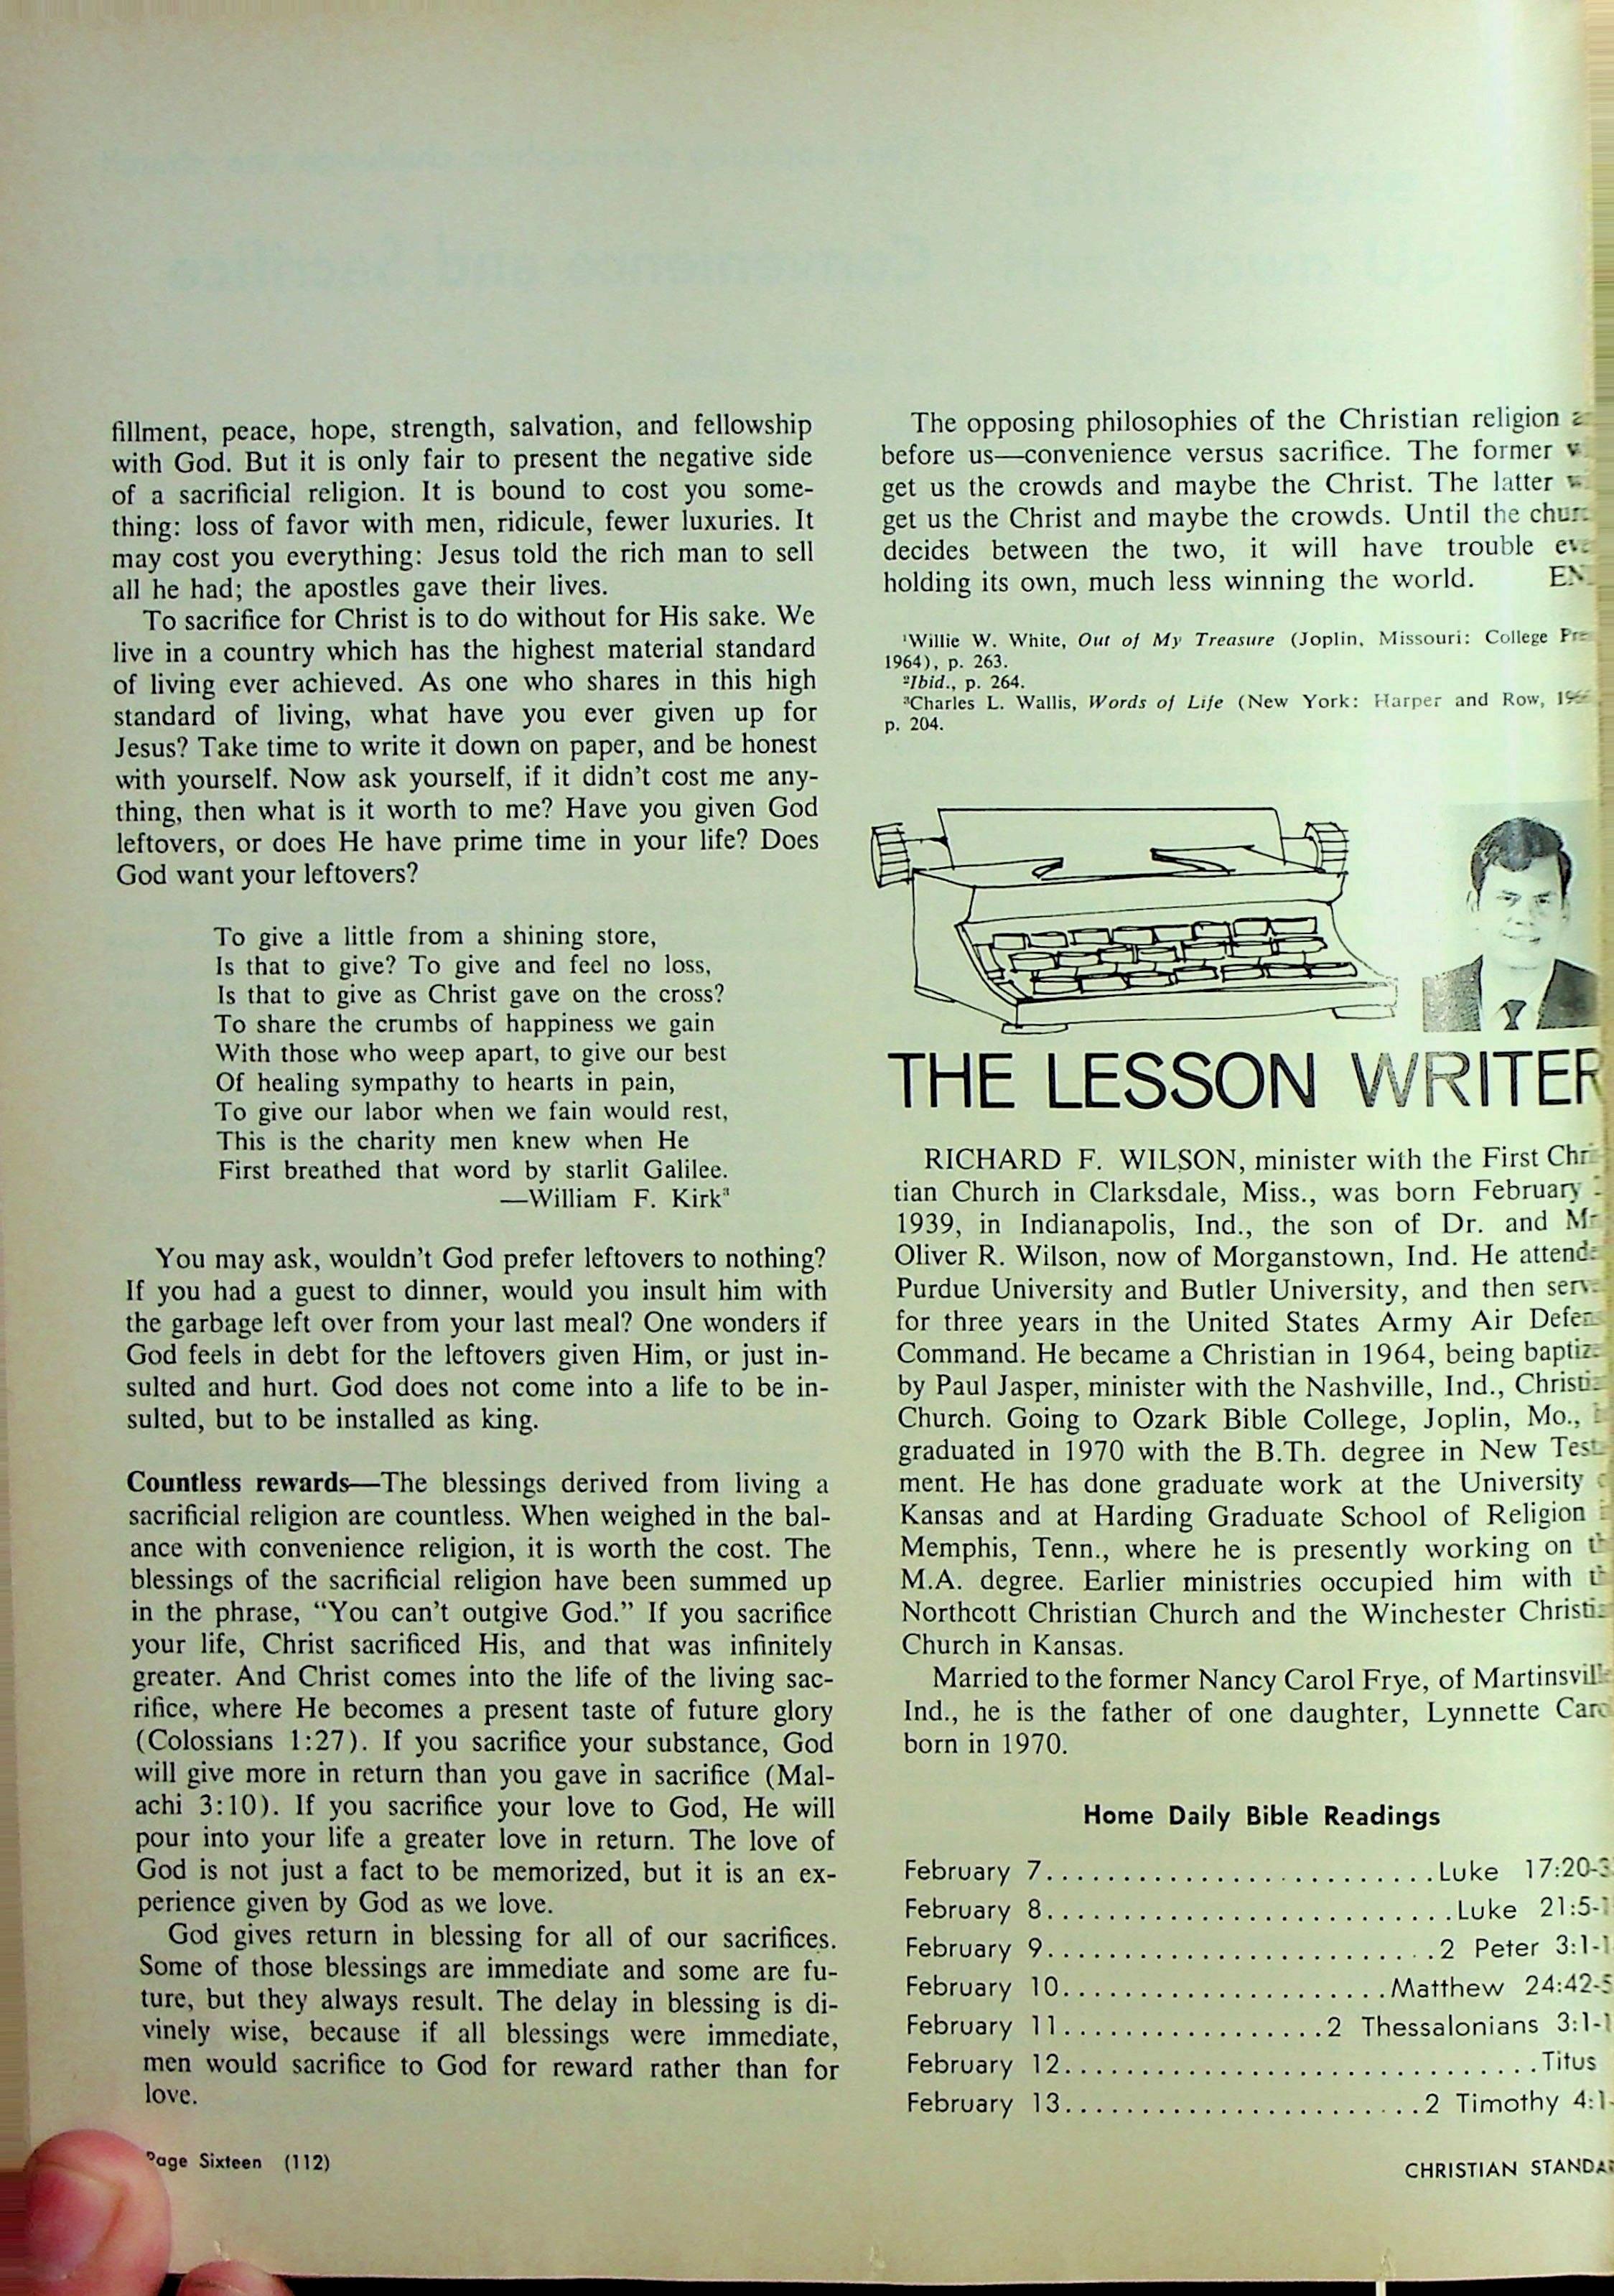 fillment, peace, hope, strength, salvation, and fellowship
with God. But it is only fair to present the negative side
of a sacrificial religion. It is bound to cost you some-
thing: loss of favor with men, ridicule, fewer luxuries. It
may cost you everything: Jesus told the rich man to sell
all he had; the apostles gave their lives.
To sacrifice for Christ is to do without for His sake. We
live in a country which has the highest material standard
of living ever achieved. As one who shares in this high
standard of living, what have you ever given up for
Jesus? Take time to write it down on paper, and be honest
with yourself. Now ask yourself, if it didn't cost me any-
thing, then what is it worth to me? Have you given God
leftovers, or does He have prime time in your life? Does
God want your leftovers?
To give a little from a shining store,
Is that to give? To give and feel no loss,
Is that to give as Christ gave on the cross?
To share the crumbs of happiness we gain
With those who weep apart, to give our best
Of healing sympathy to hearts in pain,
To give our labor when we fain would rest,
This is the charity men knew when He
First breathed that word by starlit Galilee.
—William F. Kirk³
You may ask, wouldn't God prefer leftovers to nothing?
If you had a guest to dinner, would you insult him with
the garbage left over from your last meal? One wonders if
God feels in debt for the leftovers given Him, or just in-
sulted and hurt. God does not come into a life to be in-
sulted, but to be installed as king.
Countless rewards—The blessings derived from living a
sacrificial religion are countless. When weighed in the bal-
ance with convenience religion, it is worth the cost. The
blessings of the sacrificial religion have been summed up
in the phrase, "You can't outgive God." If you sacrifice
your life, Christ sacrificed His, and that was infinitely
greater. And Christ comes into the life of the living sac-
rifice, where He becomes a present taste of future glory
(Colossians 1:27). If you sacrifice your substance, God
will give more in return than you gave in sacrifice (Mal-
achi 3:10). If you sacrifice your love to God, He will
pour into your life a greater love in return. The love of
God is not just a fact to be memorized, but it is an ex-
perience given by God as we love.
God gives return in blessing for all of our sacrifices.
Some of those blessings are immediate and some are fu-
ture, but they always result. The delay in blessing is di-
vinely wise, because if all blessings were immediate,
men would sacrifice to God for reward rather than for
love.
Page Sixteen (112)
The opposing philosophies of the Christian religion
before us—convenience versus sacrifice. The former
get us the crowds and maybe the Christ. The latter
get us the Christ and maybe the crowds. Until the
decides between the two, it will have trouble
holding its own, much less winning the world.
¹Willie W. White, Out of My Treasure (Joplin, Missouri: College
1964), p. 263.
²Ibid., p. 264.
³Charles L. Wallis, Words of Life (New York: Harper and Row,
p. 204.
THE LESSON WRITER
RICHARD F. WILSON, minister with the First
tian Church in Clarksdale, Miss., was born February
1939, in Indianapolis, Ind., the son of Dr. and
Oliver R. Wilson, now of Morganstown, Ind. He
Purdue University and Butler University, and then
for three years in the United States Army Air
Command. He became a Christian in 1964, being
by Paul Jasper, minister with the Nashville, Ind.,
Church. Going to Ozark Bible College, Joplin, Mo.,
graduated in 1970 with the B.Th. degree in New
ment. He has done graduate work at the University
Kansas and at Harding Graduate School of Religion
Memphis, Tenn., where he is presently working on
M.A. degree. Earlier ministries occupied him with
Northcott Christian Church and the Winchester
Church in Kansas.
Married to the former Nancy Carol Frye, of
Ind., he is the father of one daughter, Lynnette
born in 1970.
Home Daily Bible Readings
February 7.........................Luke 17:20-
February 8..........................Luke 21:5-
February 9.........................2 Peter 3:1-
February 10.....................Matthew 24:42-
February 11.................2 Thessalonians 3:1-
February 12...............................Titus
February 13.......................2 Timothy 4:1-
CHRISTIAN